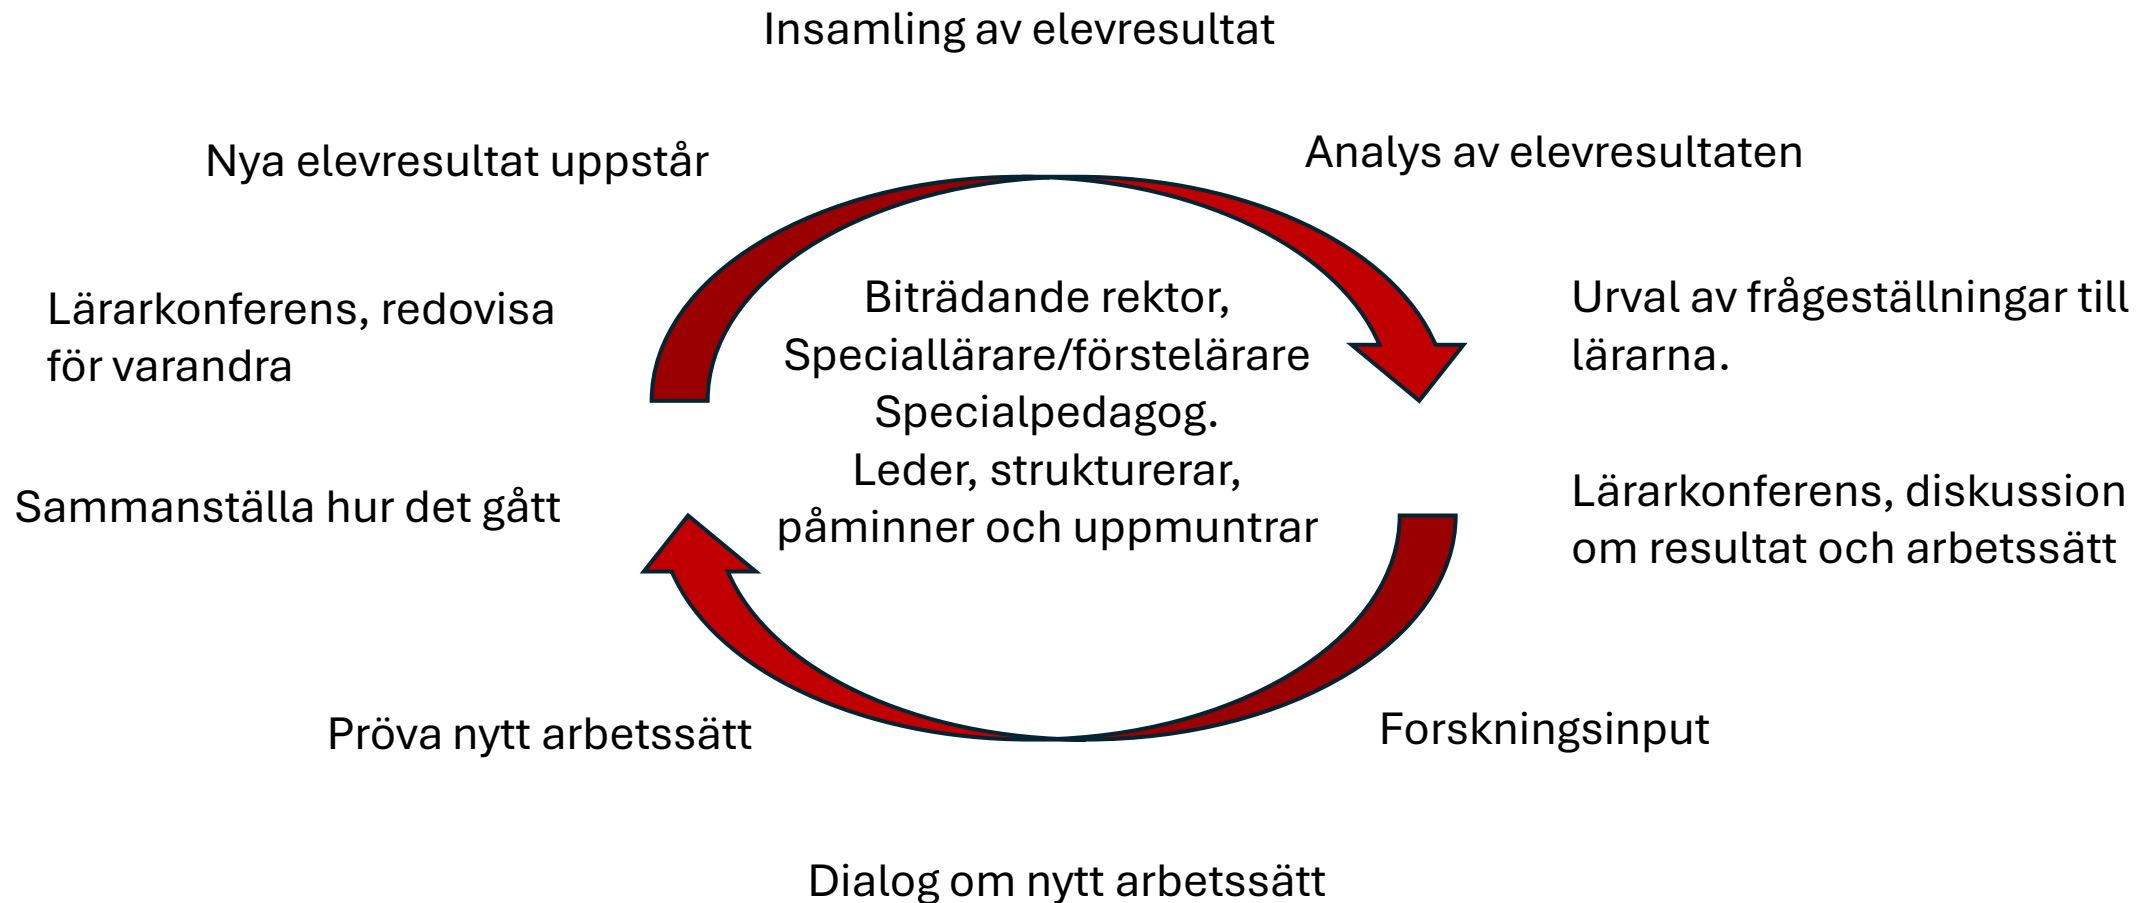 Insamling av elevresultat
Analys av elevresultaten
Urval av frågeställningar till
lärarna.
Lärarkonferens, diskussion
om resultat och arbetssätt
Forskningsinput
Dialog om nytt arbetssätt
Pröva nytt arbetssätt
Sammanställa hur det gått
Lärarkonferens, redovisa
för varandra
Nya elevresultat uppstår
Biträdande rektor,
Speciallärare/förstelärare
Specialpedagog.
Leder, strukturerar,
påminner och uppmuntrar